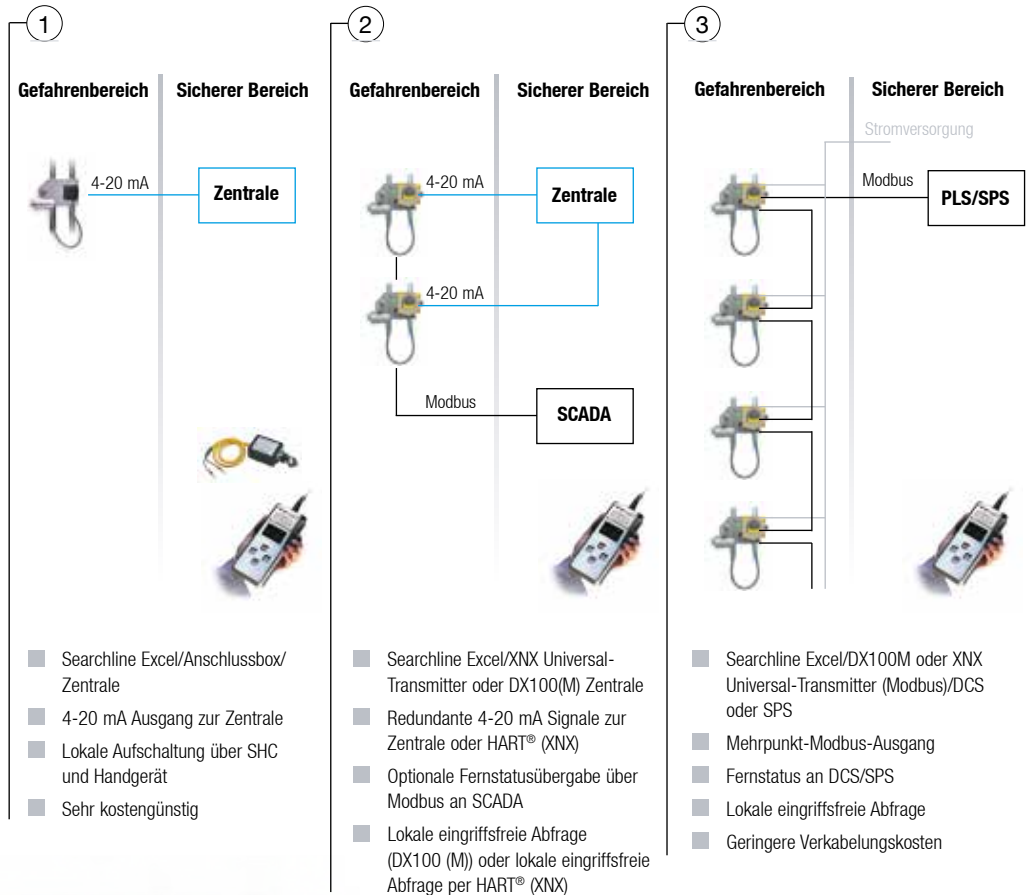 1
Gefahrenbereich
Sicherer Bereich
4-20 mA
Zentrale
Searchline Excel/Anschlussbox/
Zentrale
4-20 mA Ausgang zur Zentrale
Lokale Aufschaltung über SHC
und Handgerät
Sehr kostengünstig
2
Gefahrenbereich
Sicherer Bereich
4-20 mA
Zentrale
4-20 mA
Modbus
SCADA
Searchline Excel/XNX Universal-
Transmitter oder DX100(M) Zentrale
Redundante 4-20 mA Signale zur
Zentrale oder HART® (XNX)
Optionale Fernstatusübergabe über
Modbus an SCADA
Lokale eingriffsfreie Abfrage
(DX100 (M)) oder lokale eingriffsfreie
Abfrage per HART® (XNX)
3
Gefahrenbereich
Sicherer Bereich
Stromversorgung
Modbus
PLS/SPS
Searchline Excel/DX100M oder XNX
Universal-Transmitter (Modbus)/DCS
oder SPS
Mehrpunkt-Modbus-Ausgang
Fernstatus an DCS/SPS
Lokale eingriffsfreie Abfrage
Geringere Verkabelungskosten